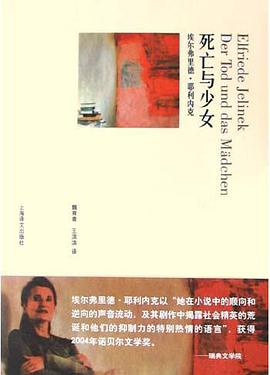 死亡与少女
埃尔弗里德·耶利内克
Elfriede Jelinek
Der Tod und das Mädchen
魏育青
王滨滨 译
上海译文出版社
埃尔弗里德·耶利内克以“她在小说中的顺向和
逆向的声音流动，及其剧作中揭露社会精英的荒
诞和他们的抑制力的特别热情的语言”，获得
2004年诺贝尔文学奖。
——瑞典文学院